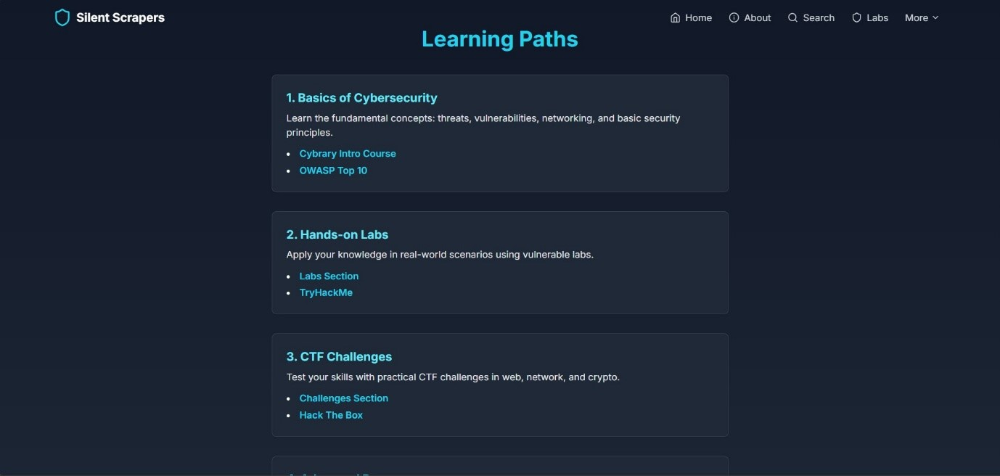 Silent Scrapers
Home About Search Labs More
Learning Paths
1. Basics of Cybersecurity
Learn the fundamental concepts: threats, vulnerabilities, networking, and basic security
principles.
Cybrary Intro Course
OWASP Top 10
2. Hands-on Labs
Apply your knowledge in real-world scenarios using vulnerable labs.
Labs Section
TryHackMe
3. CTF Challenges
Test your skills with practical CTF challenges in web, network, and crypto.
Challenges Section
Hack The Box